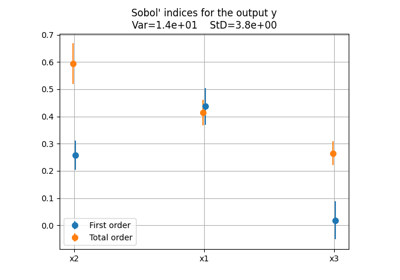 Sobol' indices for the output y
Var=1.4e+01 StD=3.8e+00
0.7
0.6
0.5
0.4
0.3
0.2
0.1
0.0
First order
Total order
x2 x1 x3